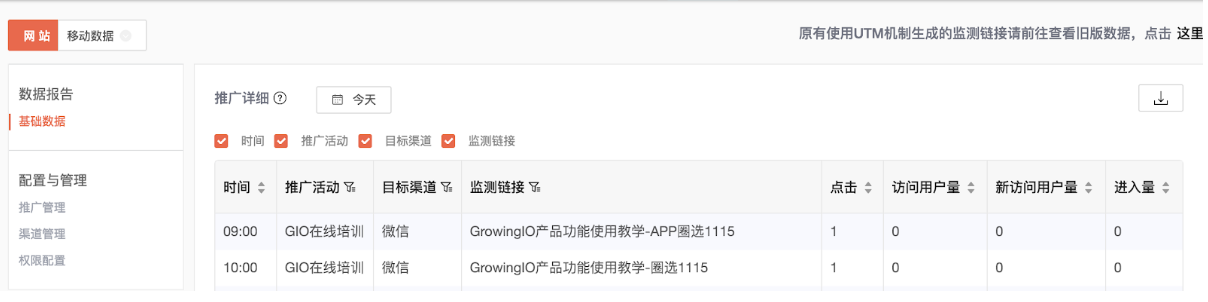 网 站 移动数据 原有使用UTM机制生成的监测链接请前往查看旧版数据，点击 这里
数据报告
基础数据
配置与管理
推广管理
渠道管理
权限配置
推广详细 ? 今天
时间 推广活动 目标渠道 监测链接
时间 推广活动 目标渠道 监测链接 点击 访问用户量 新访问用户量 进入量
09:00 GIO在线培训 微信 GrowingIO产品功能使用教学-APP圈选1115 1 0 0 0
10:00 GIO在线培训 微信 GrowingIO产品功能使用教学-圈选1115 1 0 0 0